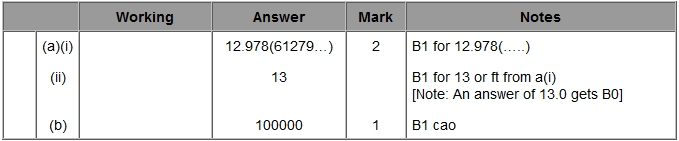 Working Answer Mark Notes
(a)(i) 12.978(61279...) 2 B1 for 12.978(.....)
(ii) 13 B1 for 13 or ft from a(i)
[Note: An answer of 13.0 gets B0]
(b) 100000 1 B1 cao